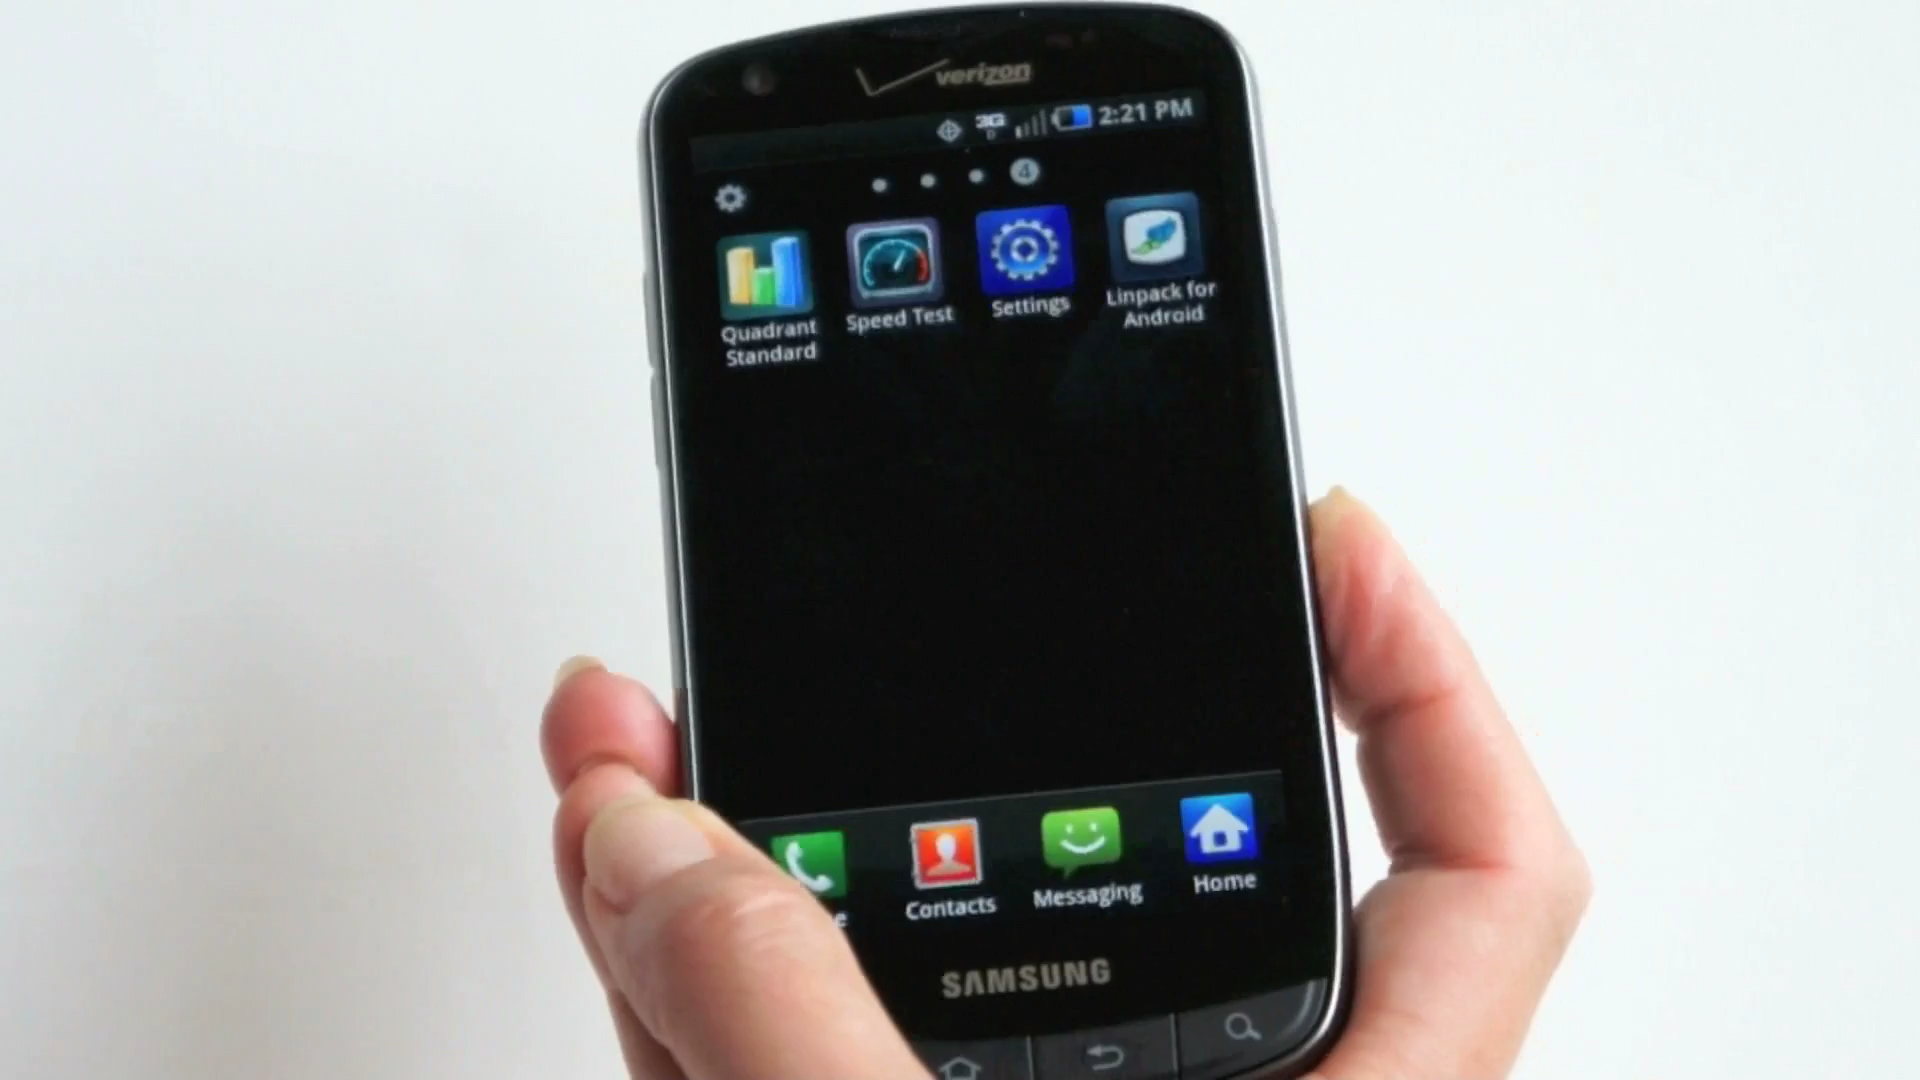 verizon
3G
2:21 PM
4
Quadrant
Standard
Speed Test
Settings
Linpack for
Android
Contacts
Messaging
Home
SAMSUNG